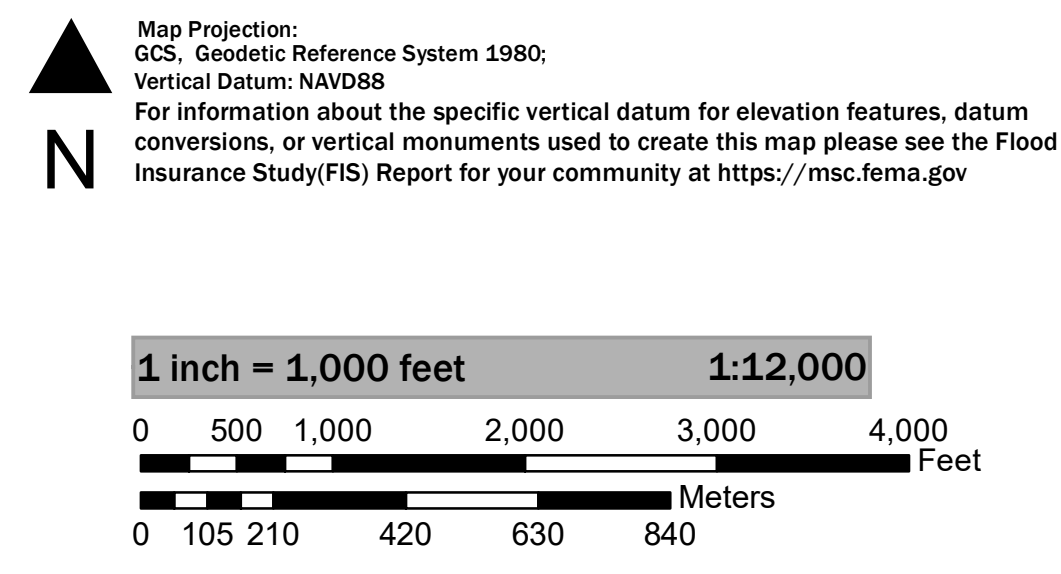 Map Projection:
GCS,  Geodetic Reference System 1980;
Vertical Datum: NAVD88
For information about the specific vertical datum for elevation features, datum
conversions, or vertical monuments used to create this map please see the Flood
Insurance Study(FIS) Report for your community at https://msc.fema.gov
N
1 inch = 1,000 feet 1:12,000
0 500 1,000 2,000 3,000 4,000
Feet
Meters
0 105 210 420 630 840